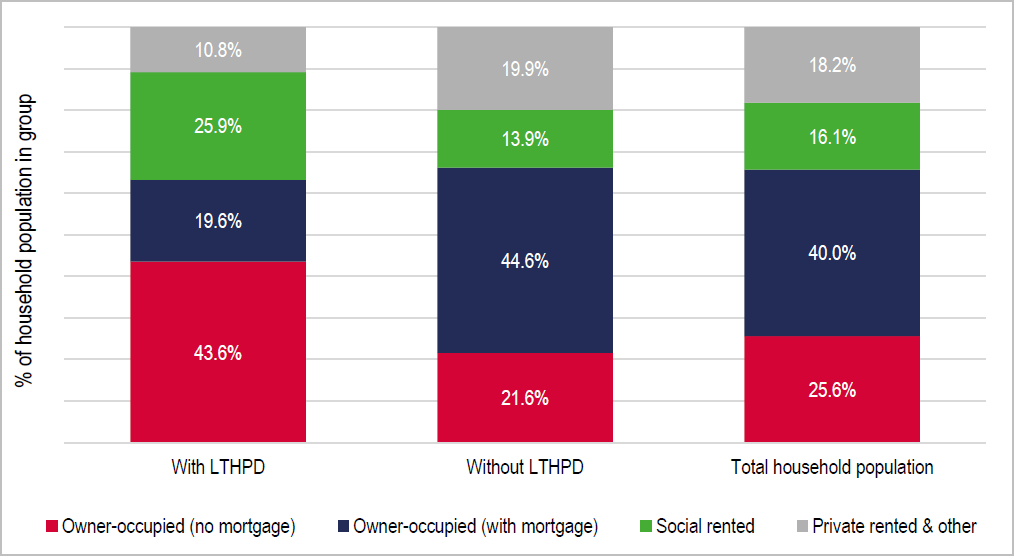 % of household population in group
10.8%
19.9%
18.2%
25.9%
13.9%
16.1%
19.6%
44.6%
40.0%
43.6%
21.6%
25.6%
With LTHPD
Without LTHPD
Total household population
Owner-occupied (no mortgage)
Owner-occupied (with mortgage)
Social rented
Private rented & other